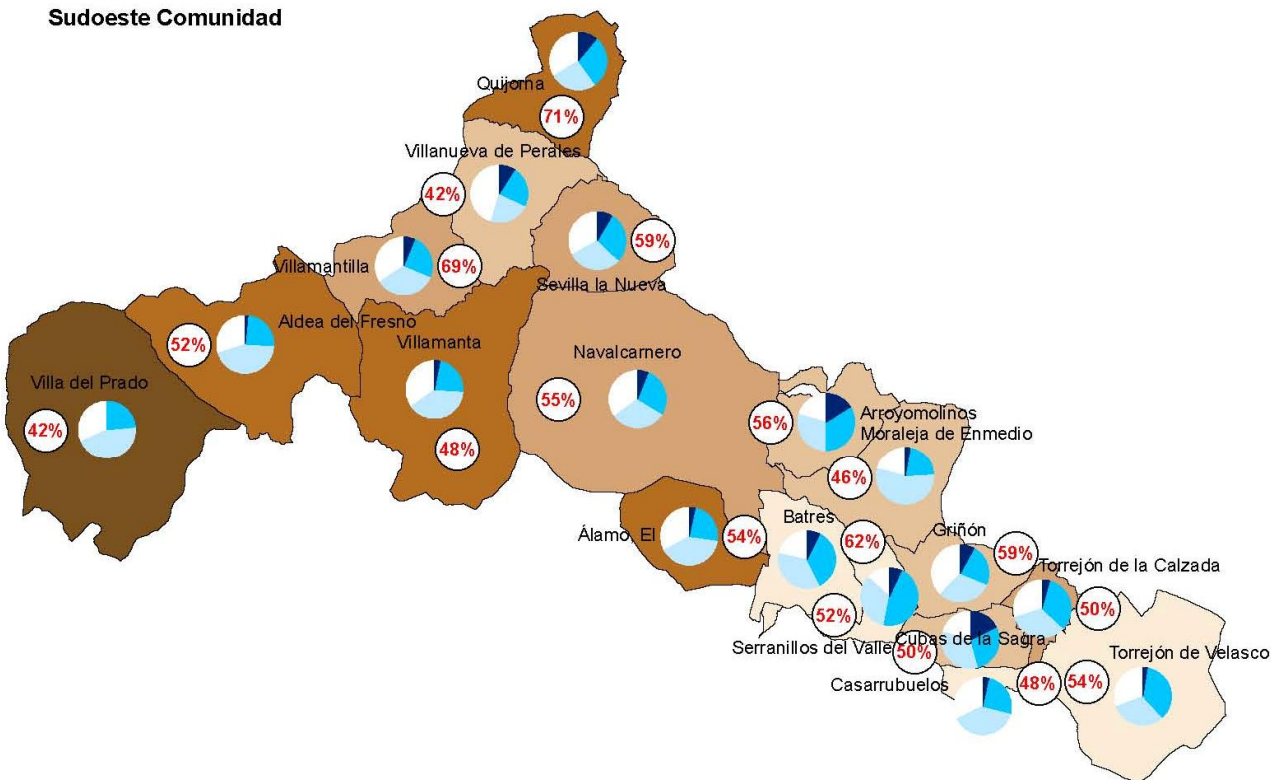 Sudoeste Comunidad
Quijorna
71%
Villanueva de Perales
42%
59%
Villamantilla
69%
Sevilla la Nueva
Aldea del Fresno
52%
Villamanta
Navalcarnero
Villa del Prado
55%
Arroyomolinos
56%
Moraleja de Enmedio
42%
48%
46%
Batres
Álamo, El
54%
62%
Griñón
59%
Torrejón de la Calzada
50%
52%
Serranillos del Valle
Cubas de la Sagra
50%
Torrejón de Velasco
Casarrubuelos
48%
54%